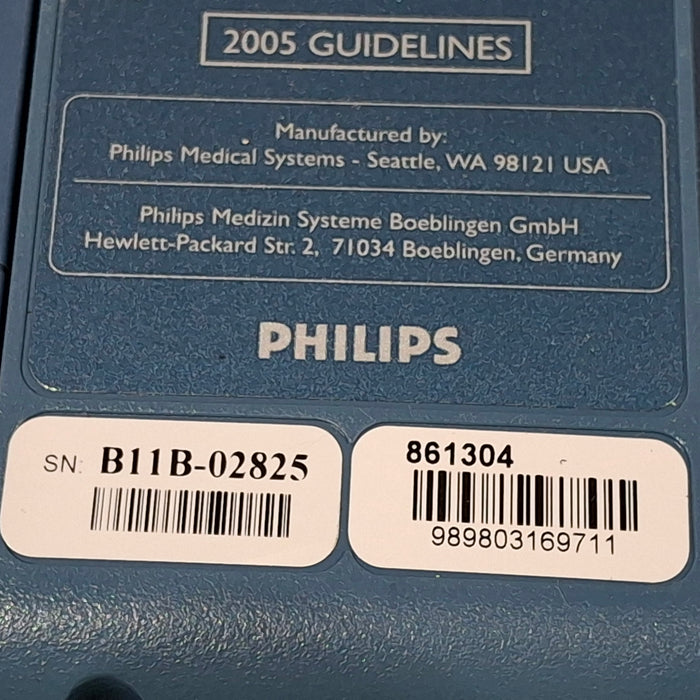 2005 GUIDELINES
Manufactured by:
Philips Medical Systems - Seattle, WA 98121 USA
Philips Medizin Systeme Boeblingen GmbH
Hewlett-Packard Str. 2, 71034 Boeblingen, Germany
PHILIPS
SN: B11B-02825
861304
989803169711